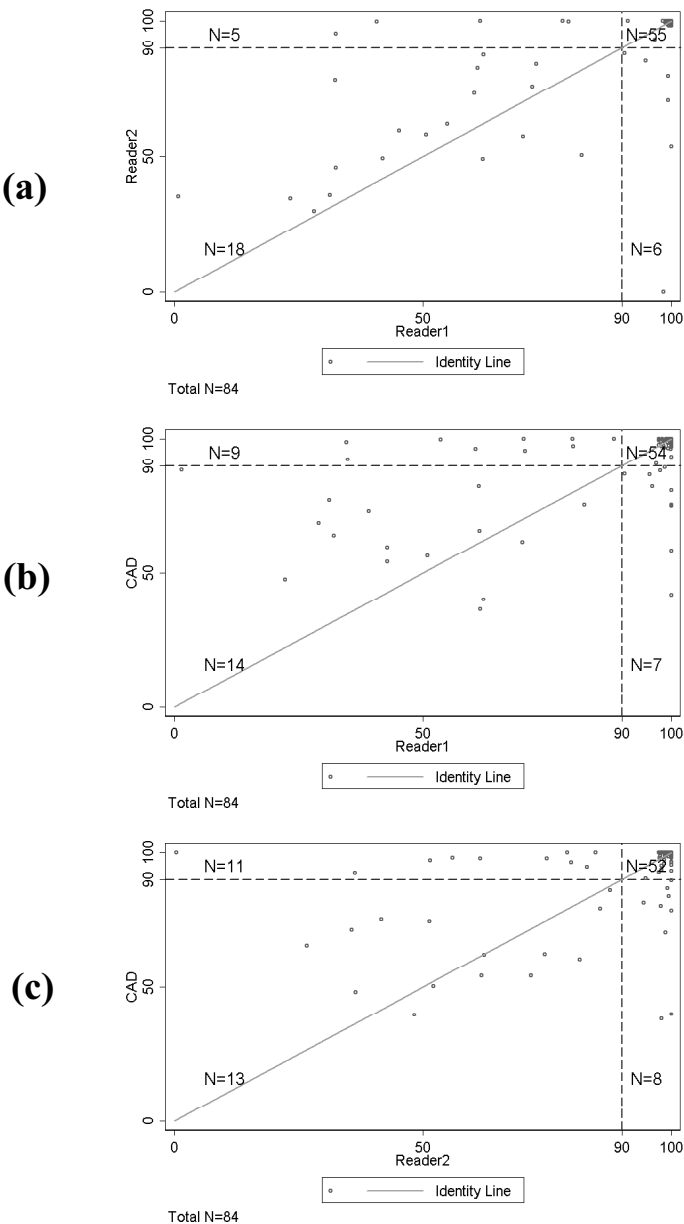 (a)
Reader2
0 50 90 100
N=5 N=55
N=18 N=6
0 50 90 100
Reader1
Identity Line
Total N=84
(b)
CAD
0 50 90 100
N=9 N=54
N=14 N=7
0 50 90 100
Reader1
Identity Line
Total N=84
(c)
CAD
0 50 90 100
N=11 N=52
N=13 N=8
0 50 90 100
Reader2
Identity Line
Total N=84